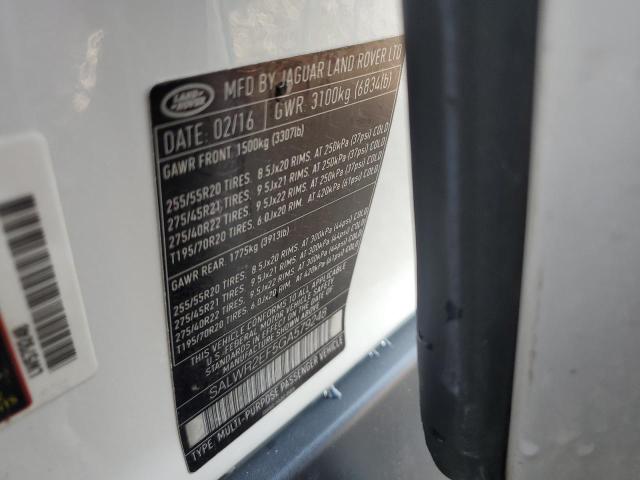 LAND ROVER
MFD BY JAGUAR LAND ROVER LTD
DATE: 02/16 GWR: 3100kg (6834lb)
GAWR FRONT 1500kg (3307lb)
255/55R20 TIRES 8.5Jx20 RIMS. AT 250kPa (37psi) COLD
275/45R21 TIRES 9.5Jx21 RIMS. AT 250kPa (37psi) COLD
275/40R22 TIRES 9.5Jx22 RIMS. AT 250kPa (37psi) COLD
T195/70R20 TIRES 6.0Jx20 RIM. AT 420kPa (61psi) COLD
GAWR REAR. 1775kg (3913lb)
255/55R20 TIRES. 8.5Jx20 RIMS. AT 300kPa (44psi) COLD
275/45R21 TIRES. 9.5Jx21 RIMS. AT 300kPa (44psi) COLD
275/40R22 TIRES. 9.5Jx22 RIMS. AT 300kPa (44psi) COLD
T195/70R20 TIRES. 6.0Jx20 RIM. AT 420kPa (61psi) COLD
THIS VEHICLE CONFORMS TO ALL APPLICABLE
U.S. FEDERAL MOTOR VEHICLE SAFETY
STANDARDS IN EFFECT ON THE DATE OF
MANUFACTURE SHOWN ABOVE
TYPE: MULTI-PURPOSE PASSENGER VEHICLE